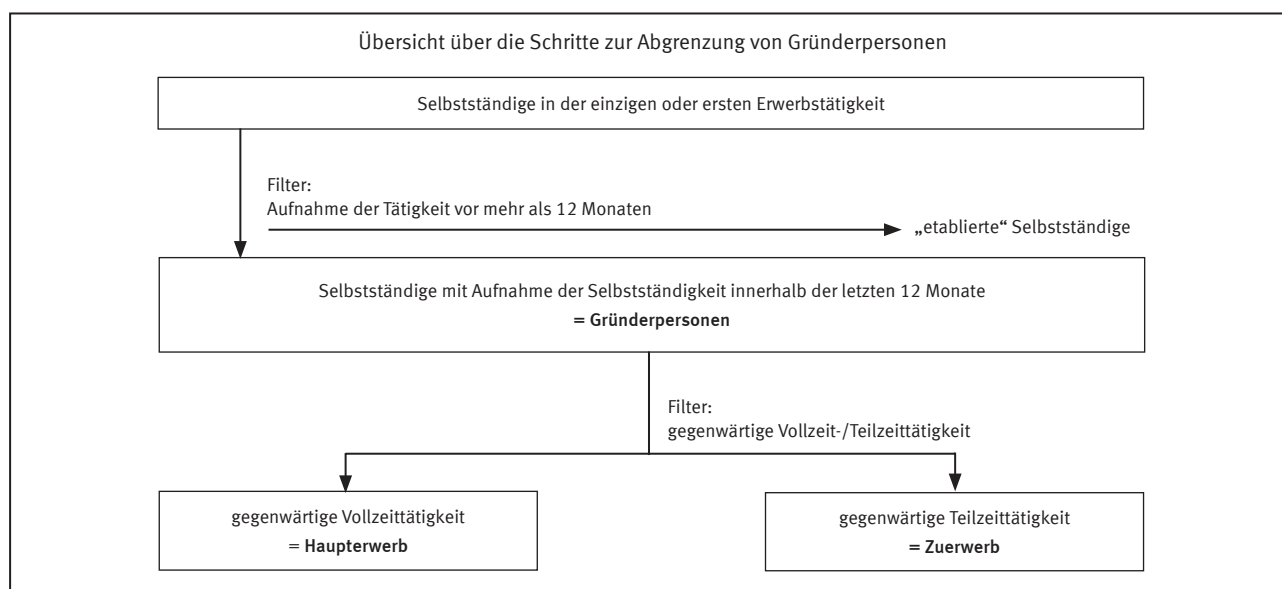 Übersicht über die Schritte zur Abgrenzung von Gründerpersonen
Selbstständige in der einzigen oder ersten Erwerbstätigkeit
Filter:
Aufnahme der Tätigkeit vor mehr als 12 Monaten
„etablierte“ Selbstständige
Selbstständige mit Aufnahme der Selbstständigkeit innerhalb der letzten 12 Monate
= Gründerpersonen
Filter:
gegenwärtige Vollzeit-/Teilzeittätigkeit
gegenwärtige Vollzeittätigkeit
= Haupterwerb
gegenwärtige Teilzeittätigkeit
= Zuerwerb